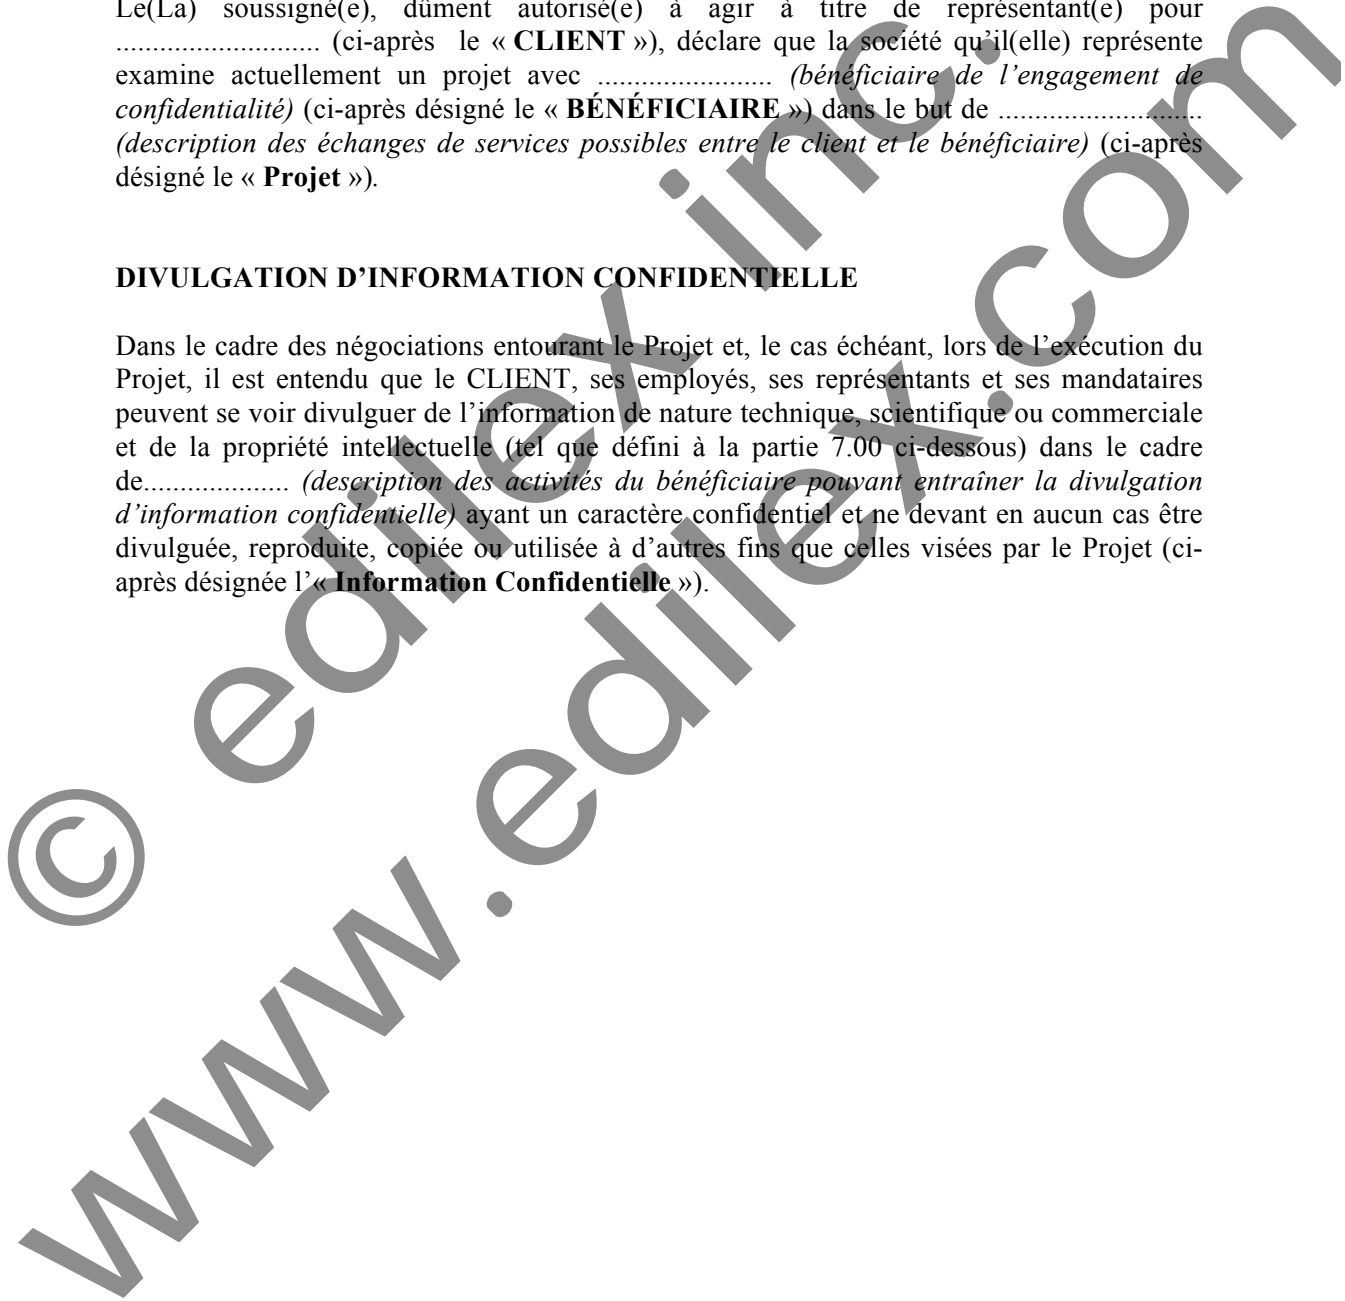 Le(La) soussigné(e), dûment autorisé(e) à agir à titre de représentant(e) pour
............................ (ci-après le « CLIENT »), déclare que la société qu'il(elle) représente
examine actuellement un projet avec ........................ (bénéficiaire de l'engagement de
confidentialité) (ci-après désigné le « BÉNÉFICIAIRE ») dans le but de ............................
(description des échanges de services possibles entre le client et le bénéficiaire) (ci-après
désigné le « Projet »).
DIVULGATION D'INFORMATION CONFIDENTIELLE
Dans le cadre des négociations entourant le Projet et, le cas échéant, lors de l'exécution du
Projet, il est entendu que le CLIENT, ses employés, ses représentants et ses mandataires
peuvent se voir divulguer de l'information de nature technique, scientifique ou commerciale
et de la propriété intellectuelle (tel que défini à la partie 7.00 ci-dessous) dans le cadre
de.................... (description des activités du bénéficiaire pouvant entraîner la divulgation
d'information confidentielle) ayant un caractère confidentiel et ne devant en aucun cas être
divulguée, reproduite, copiée ou utilisée à d'autres fins que celles visées par le Projet (ci-
après désignée l'« Information Confidentielle »).
© edilex inc.
www.edilex.com